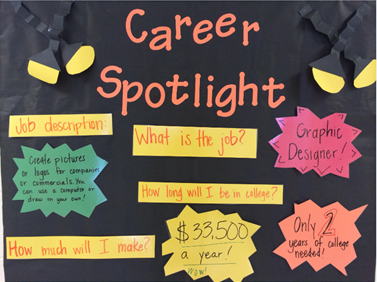 Career
Spotlight
Job description:
Create pictures
or logos for companies
or commercials. You
can use a computer or
draw on your own!
What is the job?
Graphic
Designer!
How long will I be in college?
Only 2
years of college
needed!
How much will I make?
$33,500
a year!
Wow!